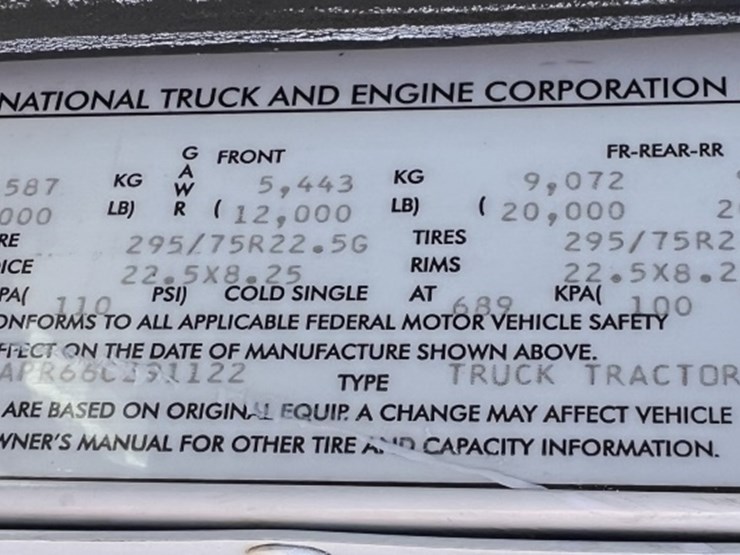 NATIONAL TRUCK AND ENGINE CORPORATION
G A W R FRONT FR-REAR-RR
587 KG 5,443 KG 9,072
000 LB) ( 12,000 LB) ( 20,000 2
RE 295/75R22.5G TIRES 295/75R2
ICE 22.5X8.25 RIMS 22.5X8.2
PA( 110 PSI) COLD SINGLE AT 689 KPA( 100
ONFORMS TO ALL APPLICABLE FEDERAL MOTOR VEHICLE SAFETY
FFECT ON THE DATE OF MANUFACTURE SHOWN ABOVE.
TYPE TRUCK TRACTOR
ARE BASED ON ORIGINAL EQUIP. A CHANGE MAY AFFECT VEHICLE
WNER'S MANUAL FOR OTHER TIRE AND CAPACITY INFORMATION.